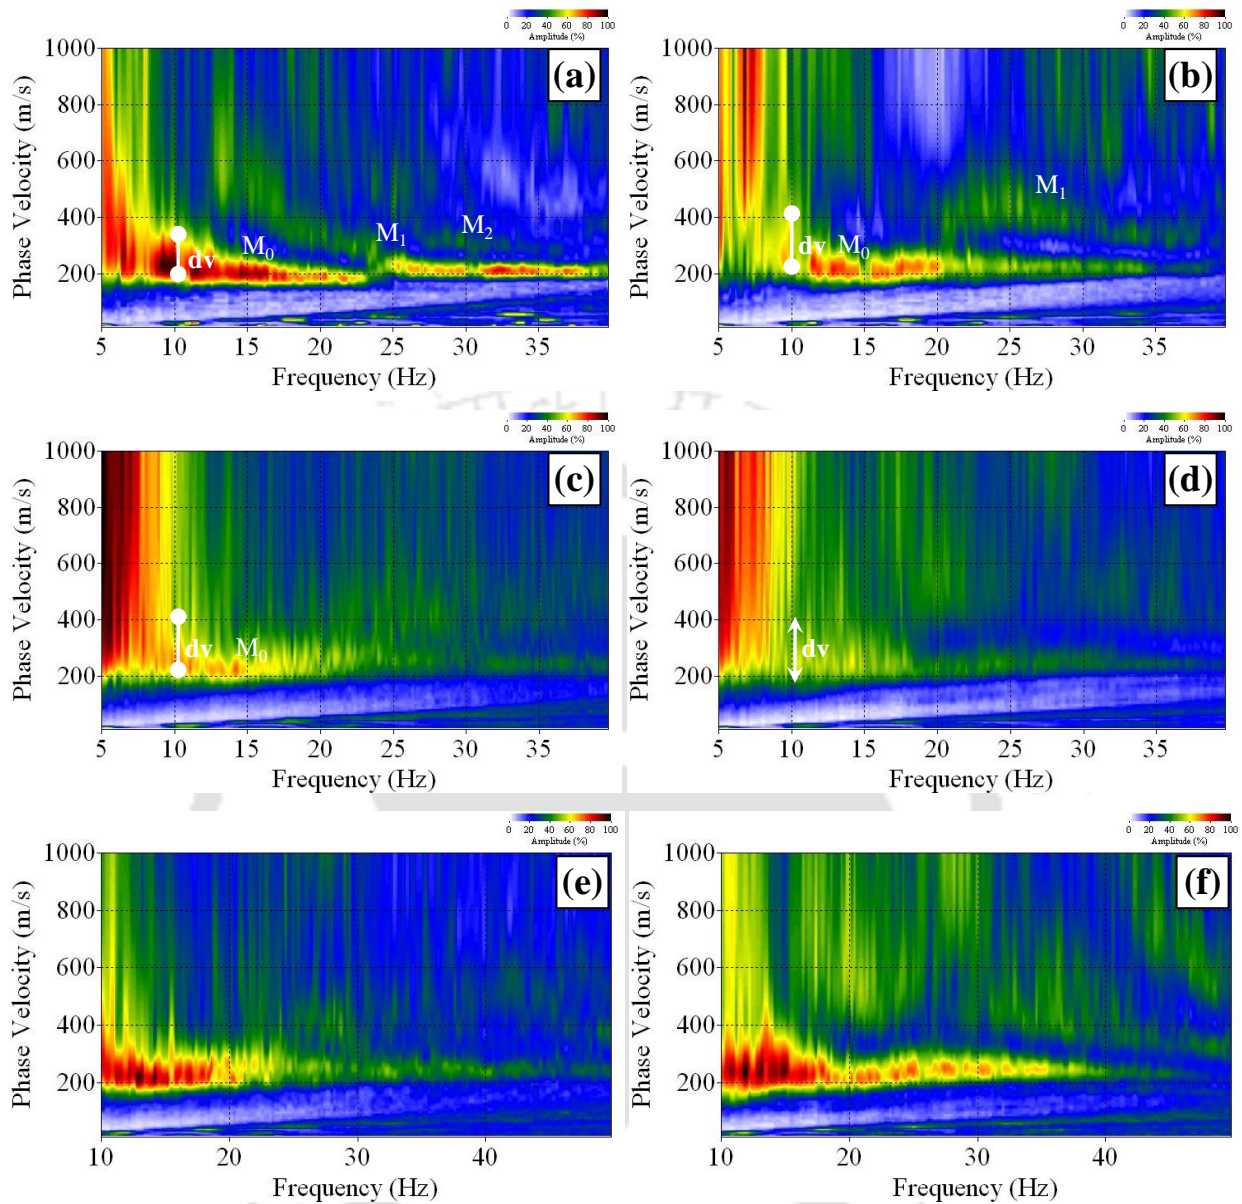 0 20 40 60 80 100
Amplitude (%)
(a)
Phase Velocity (m/s)
1000
800
600
400
200
M0
M1
M2
dv
5 10 15 20 25 30 35
Frequency (Hz)
0 20 40 60 80 100
Amplitude (%)
(b)
Phase Velocity (m/s)
1000
800
600
400
200
M1
M0
dv
5 10 15 20 25 30 35
Frequency (Hz)
0 20 40 60 80 100
Amplitude (%)
(c)
Phase Velocity (m/s)
1000
800
600
400
200
dv
M0
5 10 15 20 25 30 35
Frequency (Hz)
0 20 40 60 80 100
Amplitude (%)
(d)
Phase Velocity (m/s)
1000
800
600
400
200
dv
5 10 15 20 25 30 35
Frequency (Hz)
0 20 40 60 80 100
Amplitude (%)
(e)
Phase Velocity (m/s)
1000
800
600
400
200
10 20 30 40
Frequency (Hz)
0 20 40 60 80 100
Amplitude (%)
(f)
Phase Velocity (m/s)
1000
800
600
400
200
10 20 30 40
Frequency (Hz)